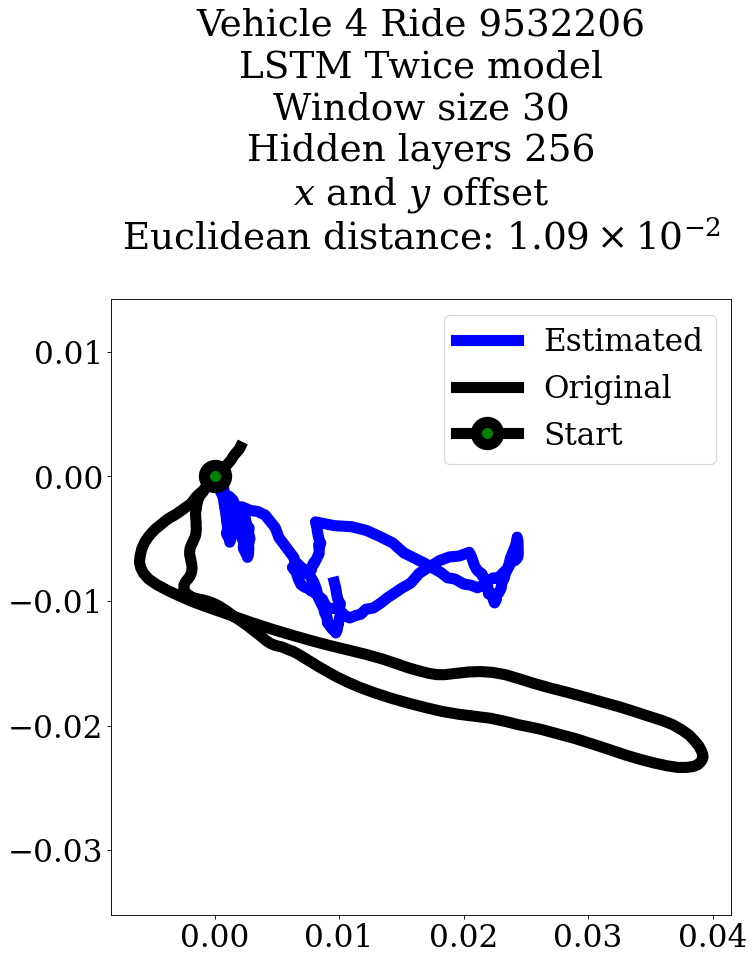 Vehicle 4 Ride 9532206
LSTM Twice model
Window size 30
Hidden layers 256
x and y offset
Euclidean distance: 1.09 × 10⁻²
Estimated
Original
Start
0.01
0.00
−0.01
−0.02
−0.03
0.00 0.01 0.02 0.03 0.04